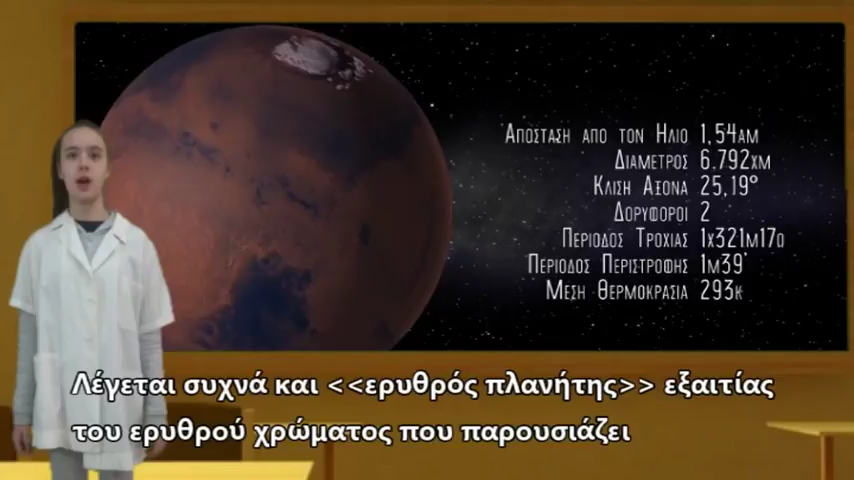 ΑΠΟΣΤΑΣΗ ΑΠΟ ΤΟΝ ΗΛΙΟ 1,54ΑΜ
ΔΙΑΜΕΤΡΟΣ 6.792ΧΜ
ΚΛΙΣΗ ΑΞΟΝΑ 25,19°
ΔΟΡΥΦΟΡΟΙ 2
ΠΕΡΙΟΔΟΣ ΤΡΟΧΙΑΣ 1Χ321Μ17Ω
ΠΕΡΙΟΔΟΣ ΠΕΡΙΣΤΡΟΦΗΣ 1Μ39'
ΜΕΣΗ ΘΕΡΜΟΚΡΑΣΙΑ 293Κ
Λέγεται συχνά και <<ερυθρός πλανήτης>> εξαιτίας
του ερυθρού χρώματος που παρουσιάζει